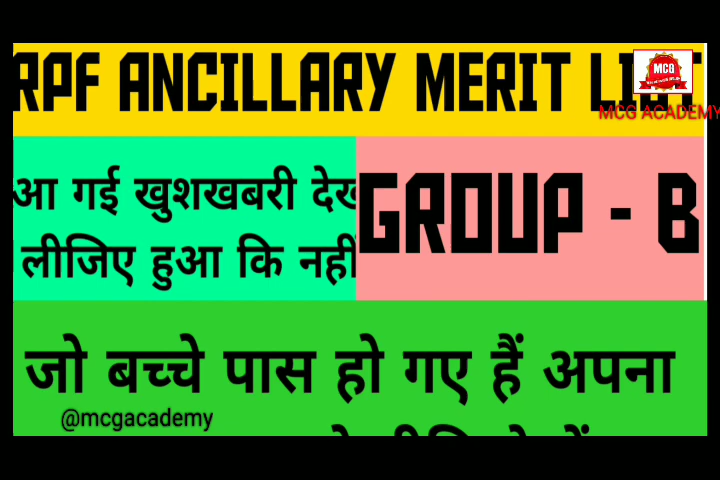 RPF ANCILLARY MERIT
MCG
MCG ACADEMY
आ गई खुशखबरी देख
लीजिए हुआ कि नहीं
GROUP - B
जो बच्चे पास हो गए हैं अपना
@mcgacademy